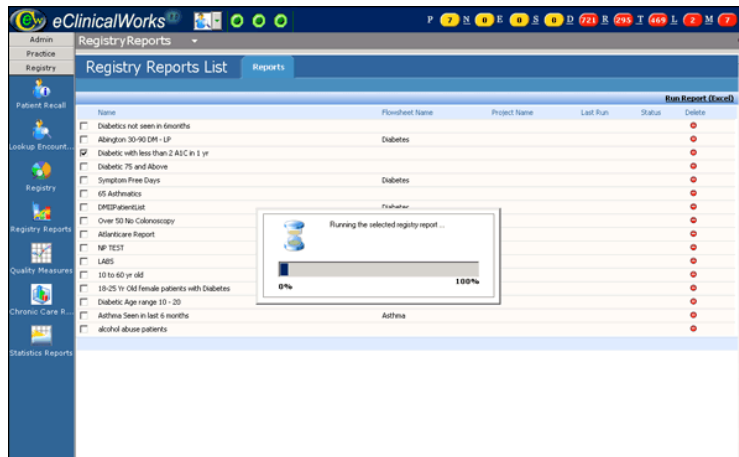 eClinicalWorks
P 7 N 0 E 0 S 0 D 721 R 295 T 469 L 2 M 7
Admin
Practice
Registry
Patient Recall
Lookup Encount...
Registry
Registry Reports
Quality Measures
Chronic Care R...
Statistics Reports
RegistryReports
Registry Reports List Reports
Run Report (Excel)
Name Flowsheet Name Project Name Last Run Status Delete
Diabetics not seen in 6months
Abington 30-90 DM - LP Diabetes
Diabetic with less than 2 A1C in 1 yr
Diabetic 75 and Above
Symptom Free Days Diabetes
65 Asthmatics
DMIIPatientList Diabetes
Over 50 No Colonoscopy
Atlanticare Report
NP TEST
LABS
10 to 60 yr old
18-25 Yr Old female patients with Diabetes
Diabetic Age range 10 - 20
Asthma Seen in last 6 months Asthma
alcohol abuse patients
Running the selected registry report ...
0% 100%